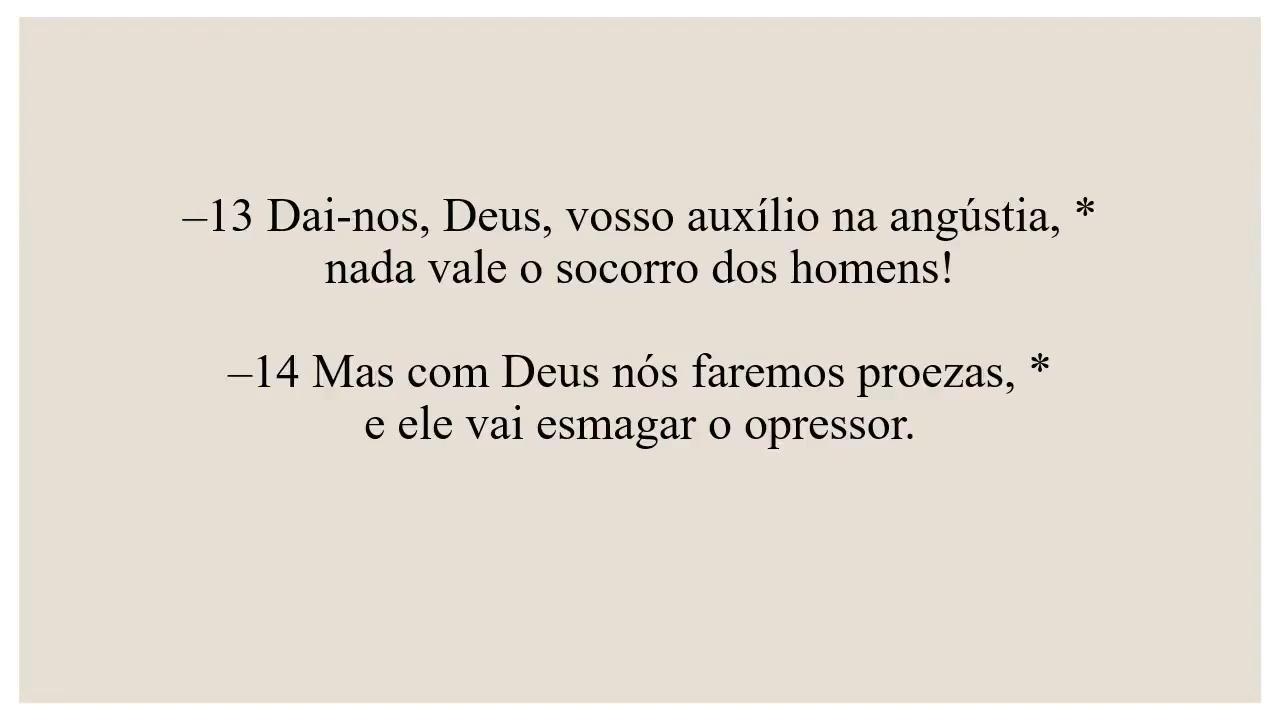 –13 Dai-nos, Deus, vosso auxílio na angústia, *
nada vale o socorro dos homens!
–14 Mas com Deus nós faremos proezas, *
e ele vai esmagar o opressor.